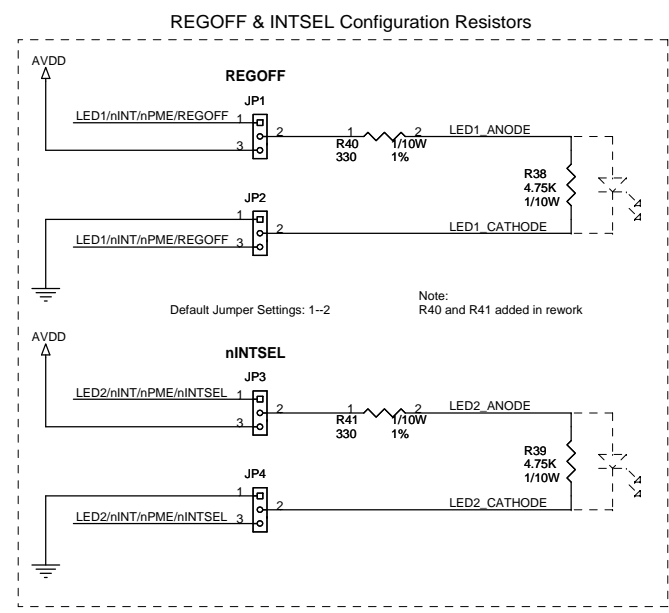 REGOFF & INTSEL Configuration Resistors
AVDD
REGOFF
JP1
LED1/nINT/nPME/REGOFF 1
2
3
1 2
R40 1/10W
330 1%
LED1_ANODE
R38
4.75K
1/10W
JP2
1
LED1/nINT/nPME/REGOFF 3
2
LED1_CATHODE
Default Jumper Settings: 1--2
Note:
R40 and R41 added in rework
AVDD
nINTSEL
JP3
LED2/nINT/nPME/nINTSEL 1
2
3
1 2
R41 1/10W
330 1%
LED2_ANODE
R39
4.75K
1/10W
JP4
1
LED2/nINT/nPME/nINTSEL 3
2
LED2_CATHODE